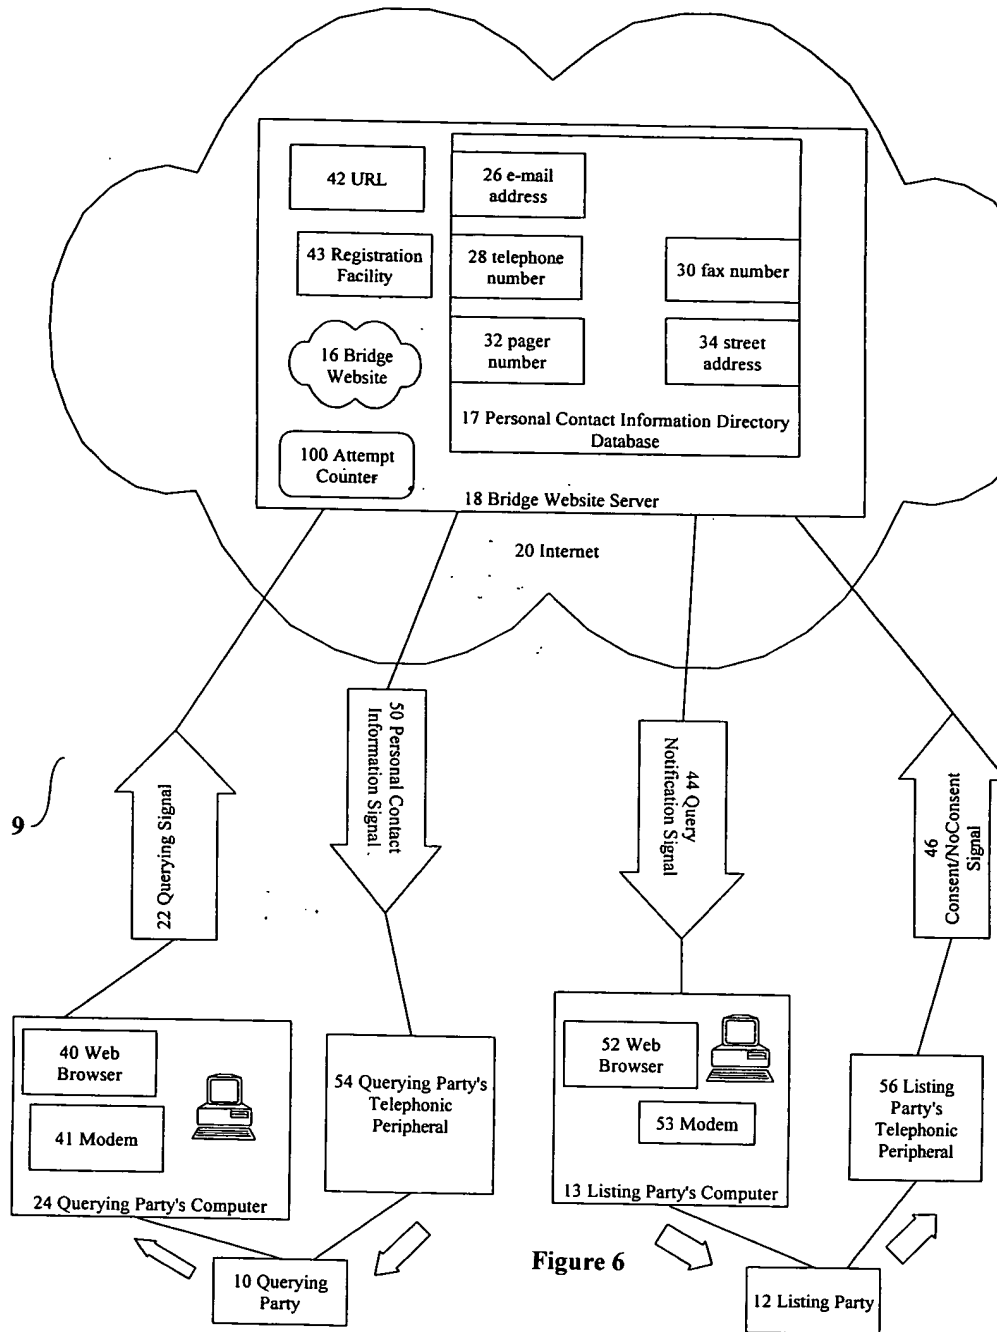 42 URL
26 e-mail
address
43 Registration
Facility
28 telephone
number
30 fax number
16 Bridge
Website
32 pager
number
34 street
address
17 Personal Contact Information Directory
Database
100 Attempt
Counter
18 Bridge Website Server
20 Internet
9
22 Querying Signal
50 Personal Contact
Information Signal
44 Query
Notification Signal
46
Consent/NoConsent
Signal
40 Web
Browser
41 Modem
24 Querying Party's Computer
54 Querying Party's
Telephonic
Peripheral
52 Web
Browser
53 Modem
13 Listing Party's Computer
56 Listing
Party's
Telephonic
Peripheral
10 Querying
Party
Figure 6
12 Listing Party